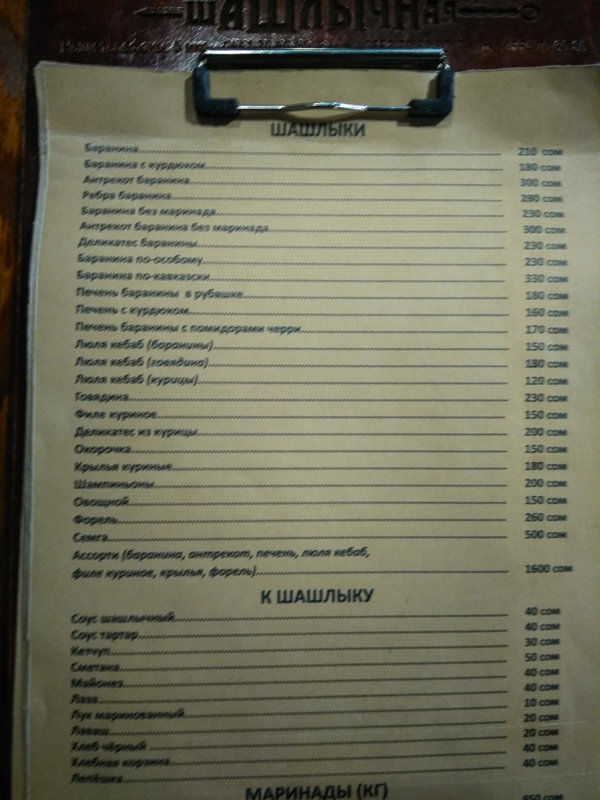 ШАШЛЫЧНАЯ
ШАШЛЫКИ
Баранина 210 сом
Баранина с курдюком 180 сом
Антрекот баранина 300 сом
Ребра баранина 280 сом
Баранина без маринада 230 сом
Антрекот баранина без маринада 300 сом
Деликатес баранины 230 сом
Баранина по-особому 230 сом
Баранина по-кавказски 330 сом
Печень баранины в рубашке 180 сом
Печень с курдюком 160 сом
Печень баранины с помидорами черри 170 сом
Люля кебаб (баранины) 150 сом
Люля кебаб (говядина) 180 сом
Люля кебаб (курицы) 120 сом
Говядина 230 сом
Филе куриное 150 сом
Деликатес из курицы 200 сом
Окорочка 150 сом
Крылья куриные 180 сом
Шампиньоны 200 сом
Овощной 150 сом
Форель 260 сом
Семга 500 сом
Ассорти (баранина, антрекот, печень, люля кебаб,
филе куриное, крылья, форель) 1600 сом
К ШАШЛЫКУ
Соус шашлычный 40 сом
Соус тартар 40 сом
Кетчуп 30 сом
Сметана 50 сом
Майонез 40 сом
Лаза 40 сом
Лук маринованный 10 сом
Лаваш 20 сом
Хлеб чёрный 20 сом
Хлебная корзина 40 сом
Лепёшка 40 сом
МАРИНАДЫ (КГ)